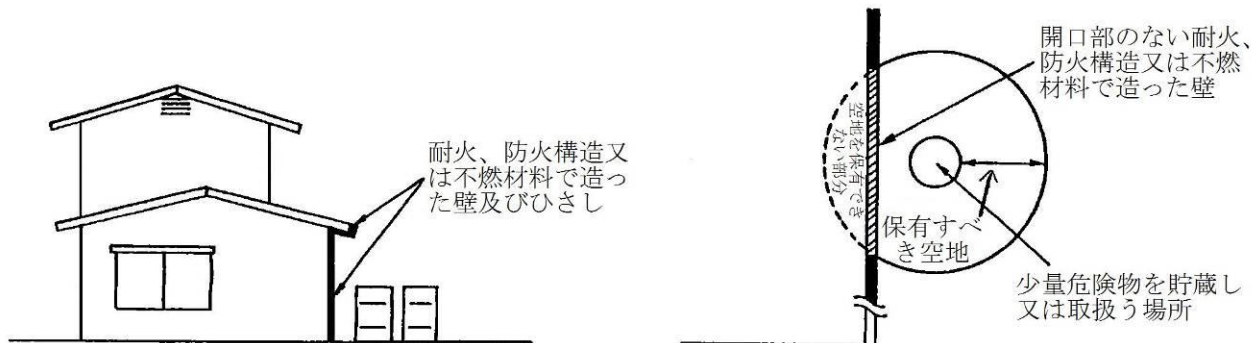 耐火、防火構造又
は不燃材料で造っ
た壁及びひさし
開口部のない耐火、
防火構造又は不燃
材料で造った壁
空地を保有でき
ない部分
保有すべ
き空地
少量危険物を貯蔵し
又は取扱う場所